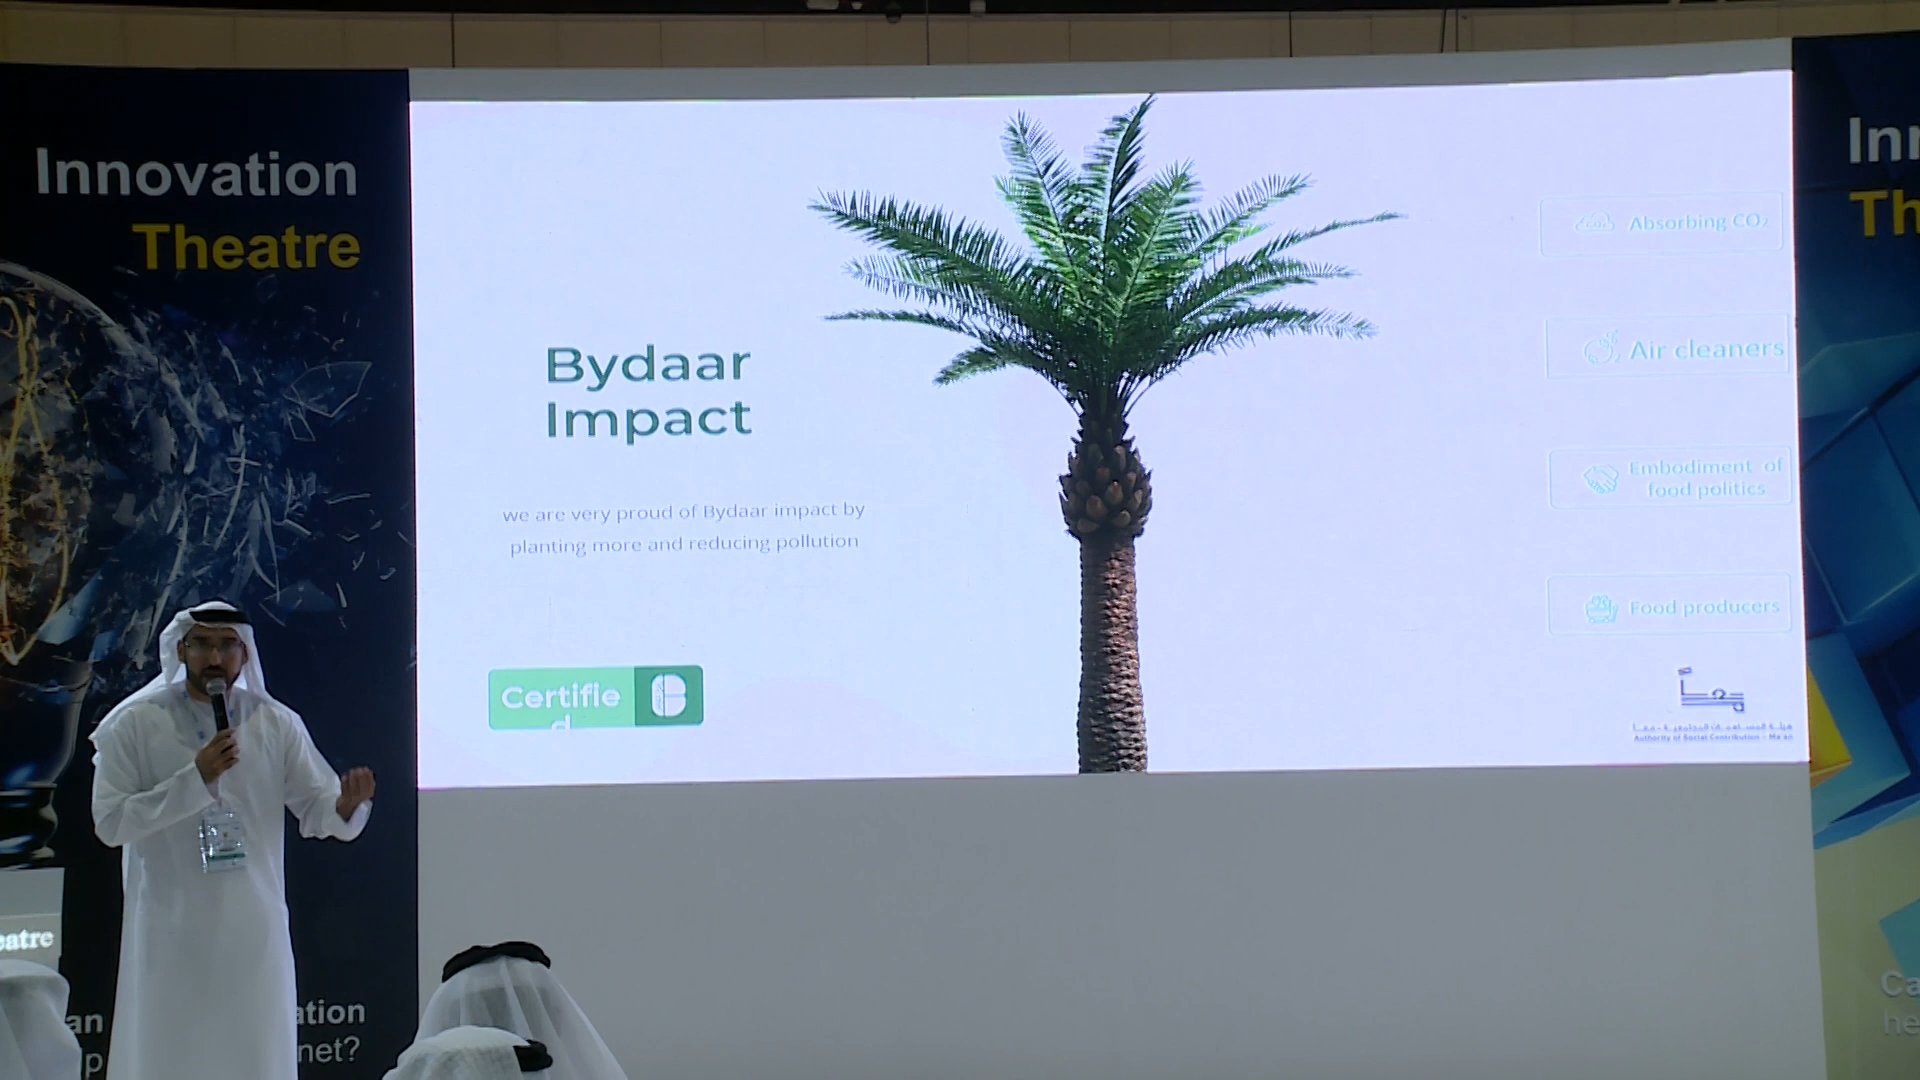 Innovation
Theatre
Bydaar
Impact
we are very proud of Bydaar impact by
planting more and reducing pollution
Certifie
d
Absorbing CO₂
Air cleaners
Embodiment of
food politics
Food producers
Authority of Social Contribution – Ma'an
Inn
Th
eatre
an
p
ation
net?
Ca
he